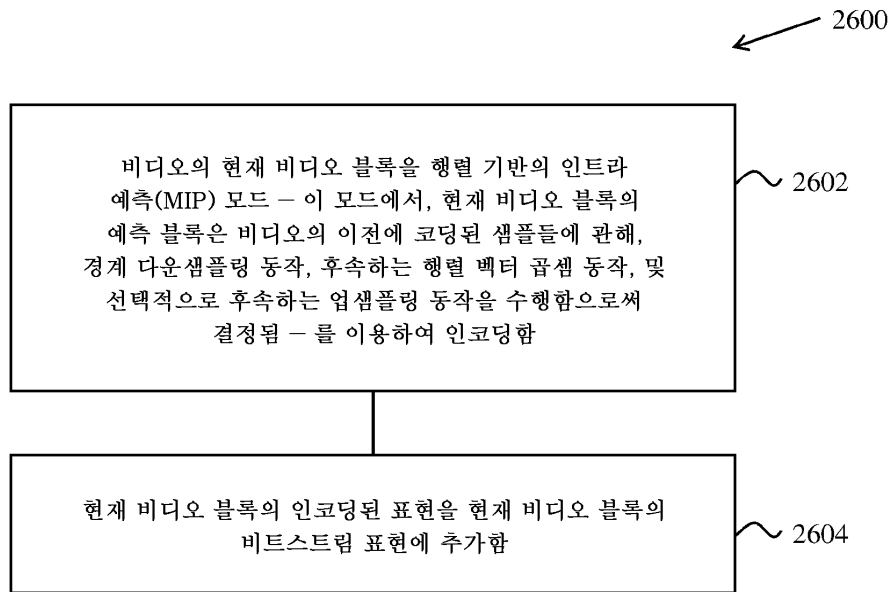 2600
비디오의 현재 비디오 블록을 행렬 기반의 인트라
예측(MIP) 모드 – 이 모드에서, 현재 비디오 블록의
예측 블록은 비디오의 이전에 코딩된 샘플들에 관해,
경계 다운샘플링 동작, 후속하는 행렬 벡터 곱셈 동작, 및
선택적으로 후속하는 업샘플링 동작을 수행함으로써
결정됨 – 를 이용하여 인코딩함
2602
현재 비디오 블록의 인코딩된 표현을 현재 비디오 블록의
비트스트림 표현에 추가함
2604